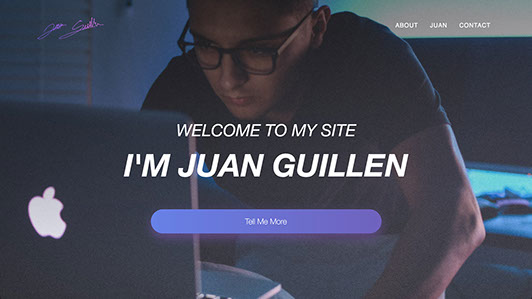 Juan Guillen
ABOUT JUAN CONTACT
WELCOME TO MY SITE
I'M JUAN GUILLEN
Tell Me More